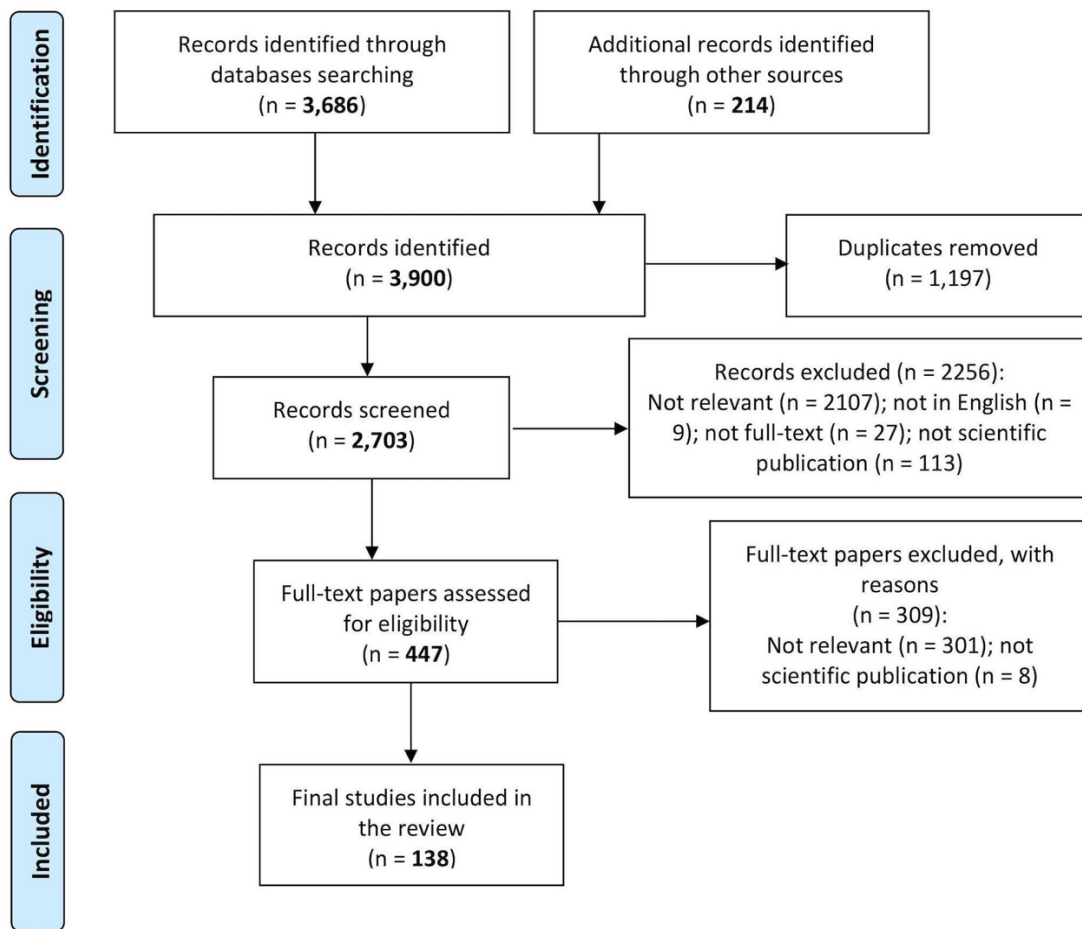 Identification
Records identified through
databases searching
(n = 3,686)
Additional records identified
through other sources
(n = 214)
Screening
Records identified
(n = 3,900)
Duplicates removed
(n = 1,197)
Records screened
(n = 2,703)
Records excluded (n = 2256):
Not relevant (n = 2107); not in English (n =
9); not full-text (n = 27); not scientific
publication (n = 113)
Eligibility
Full-text papers assessed
for eligibility
(n = 447)
Full-text papers excluded, with
reasons
(n = 309):
Not relevant (n = 301); not
scientific publication (n = 8)
Included
Final studies included in
the review
(n = 138)